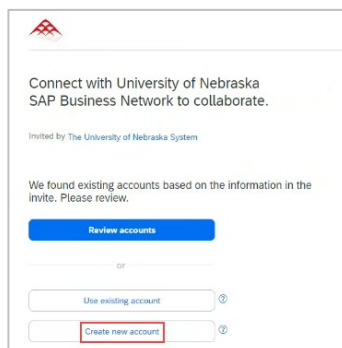 Connect with University of Nebraska
SAP Business Network to collaborate.
Invited by The University of Nebraska System
We found existing accounts based on the information in the
invite. Please review.
Review accounts
or
Use existing account
Create new account